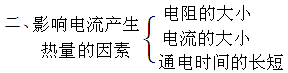 二、影响电流产生
热量的因素
电阻的大小
电流的大小
通电时间的长短